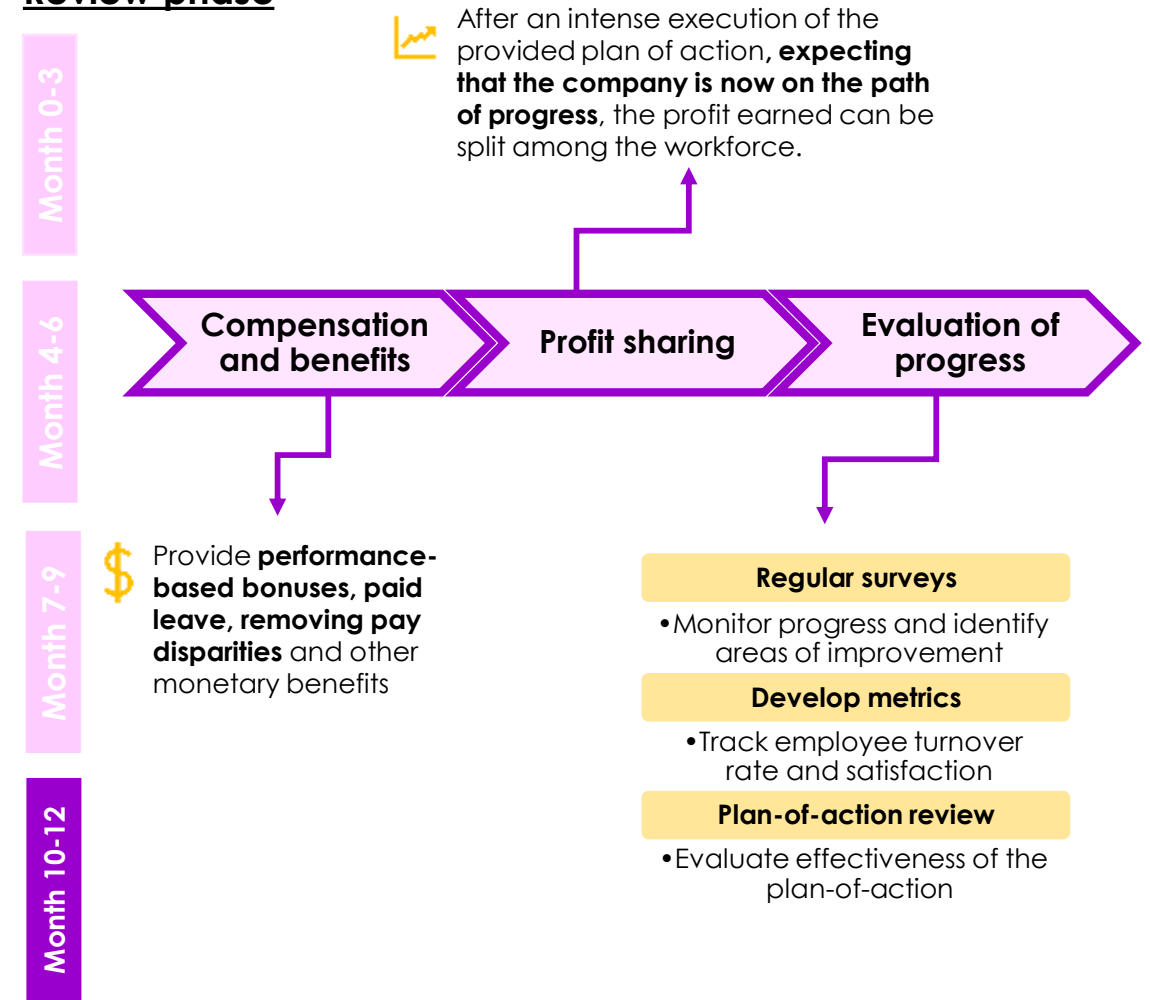 Review phase
After an intense execution of the
provided plan of action, expecting
that the company is now on the path
of progress, the profit earned can be
split among the workforce.
Month 0-3
Month 4-6
Month 7-9
Month 10-12
Compensation
and benefits
Profit sharing
Evaluation of
progress
$
Provide performance-
based bonuses, paid
leave, removing pay
disparities and other
monetary benefits
Regular surveys
•Monitor progress and identify
areas of improvement
Develop metrics
•Track employee turnover
rate and satisfaction
Plan-of-action review
•Evaluate effectiveness of the
plan-of-action